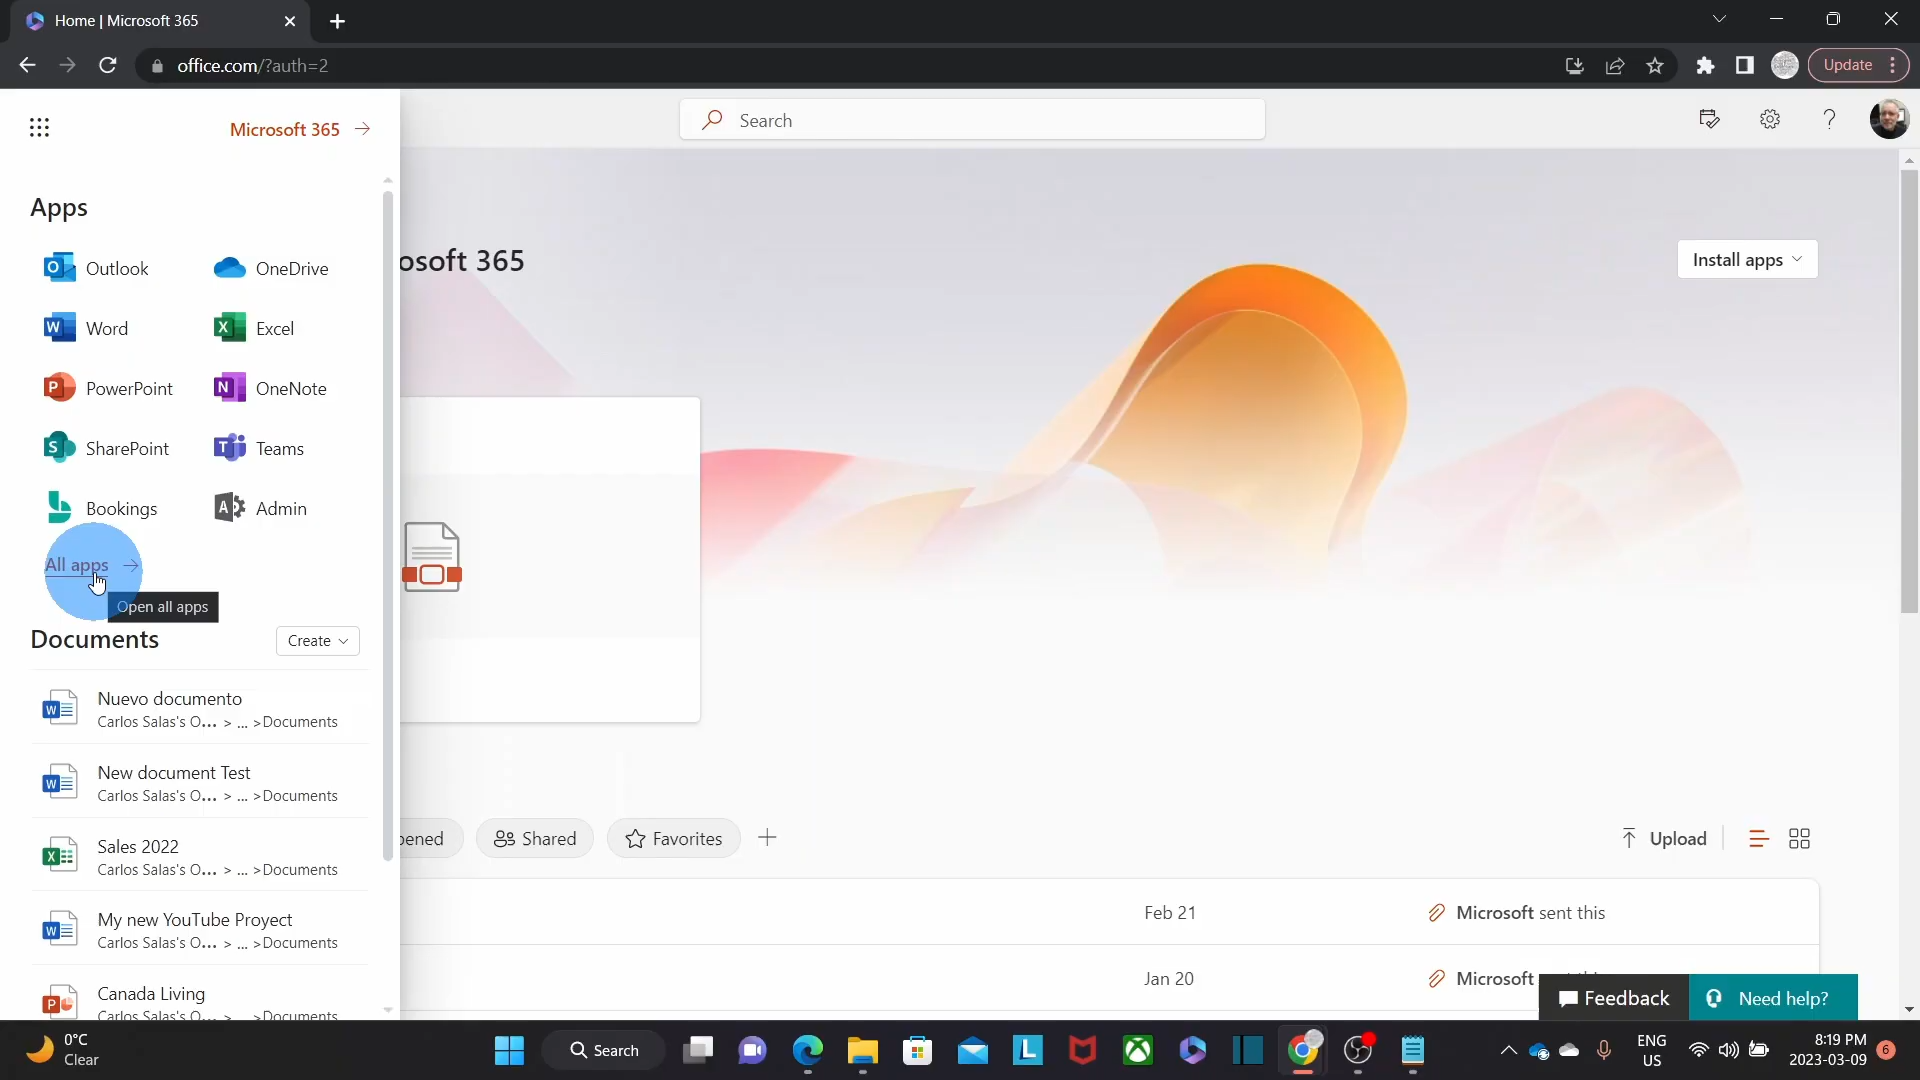 Home | Microsoft 365
office.com/?auth=2
Update
Microsoft 365
Search
Apps
osoft 365
Install apps
Outlook
OneDrive
Word
Excel
PowerPoint
OneNote
SharePoint
Teams
Bookings
Admin
All apps
Open all apps
Documents
Create
Nuevo documento
Carlos Salas's O... > ... >Documents
New document Test
Carlos Salas's O... > ... >Documents
Sales 2022
Carlos Salas's O... > ... >Documents
My new YouTube Proyect
Carlos Salas's O... > ... >Documents
Canada Living
Carlos Salas's O... > ... >Documents
pened
Shared
Favorites
Upload
Feb 21
Microsoft sent this
Jan 20
Microsoft
Feedback
Need help?
0°C
Clear
Search
ENG
US
8:19 PM
2023-03-09
6